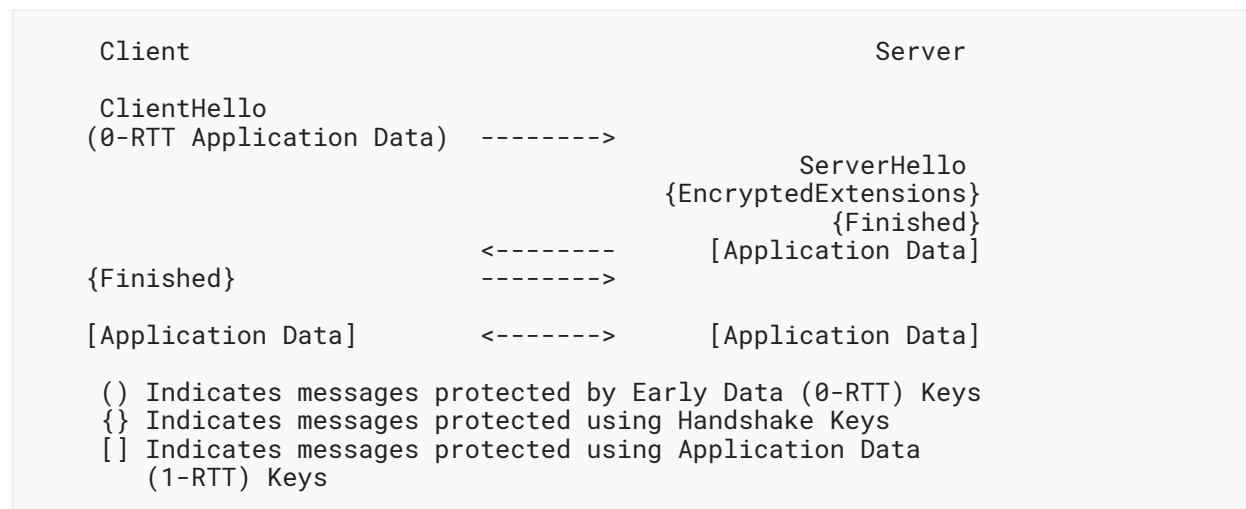 Client                                             Server

 ClientHello
(0-RTT Application Data)  -------->
                                              ServerHello
                                     {EncryptedExtensions}
                                                {Finished}
                          <--------      [Application Data]
{Finished}                -------->

[Application Data]        <------->      [Application Data]

 () Indicates messages protected by Early Data (0-RTT) Keys
 {} Indicates messages protected using Handshake Keys
 [] Indicates messages protected using Application Data
    (1-RTT) Keys